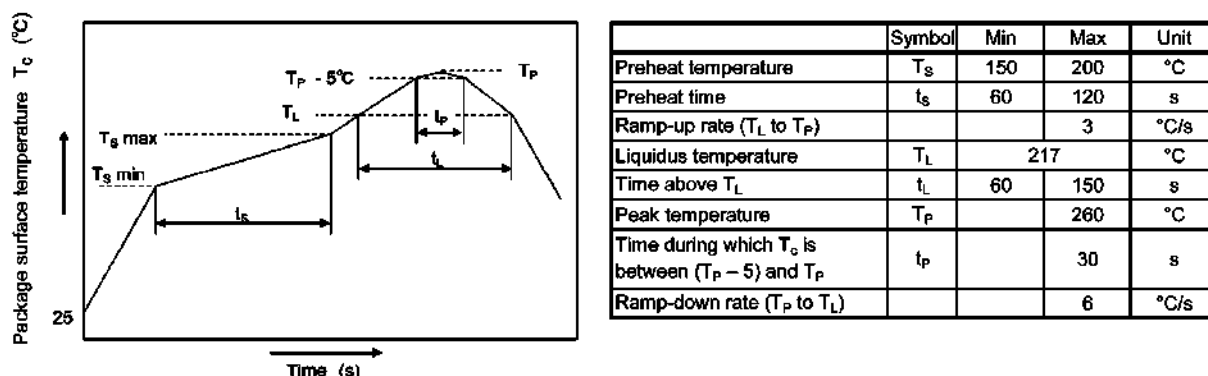 Package surface temperature Tc (°C)
TP - 5°C
TP
TL
tP
TS max
TS min
tL
tS
25
Time (s)
Symbol Min Max Unit
Preheat temperature TS 150 200 °C
Preheat time tS 60 120 s
Ramp-up rate (TL to TP) 3 °C/s
Liquidus temperature TL 217 °C
Time above TL tL 60 150 s
Peak temperature TP 260 °C
Time during which Tc is
between (TP – 5) and TP tP 30 s
Ramp-down rate (TP to TL) 6 °C/s